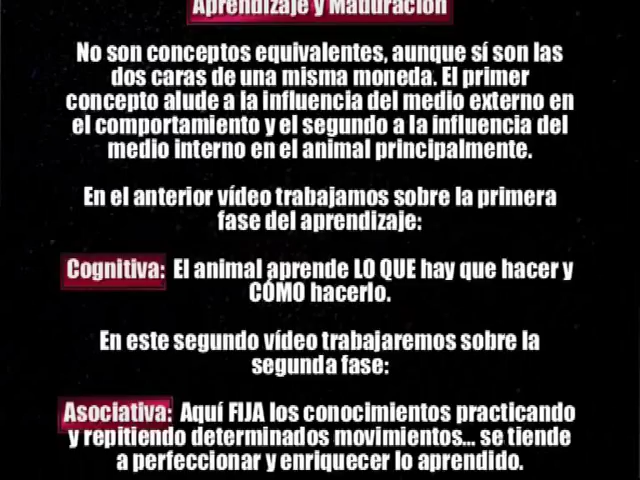 Aprendizaje y Maduración
No son conceptos equivalentes, aunque sí son las
dos caras de una misma moneda. El primer
concepto alude a la influencia del medio externo en
el comportamiento y el segundo a la influencia del
medio interno en el animal principalmente.
En el anterior vídeo trabajamos sobre la primera
fase del aprendizaje:
Cognitiva: El animal aprende LO QUE hay que hacer y
CÓMO hacerlo.
En este segundo vídeo trabajaremos sobre la
segunda fase:
Asociativa: Aquí FIJA los conocimientos practicando
y repitiendo determinados movimientos... se tiende
a perfeccionar y enriquecer lo aprendido.